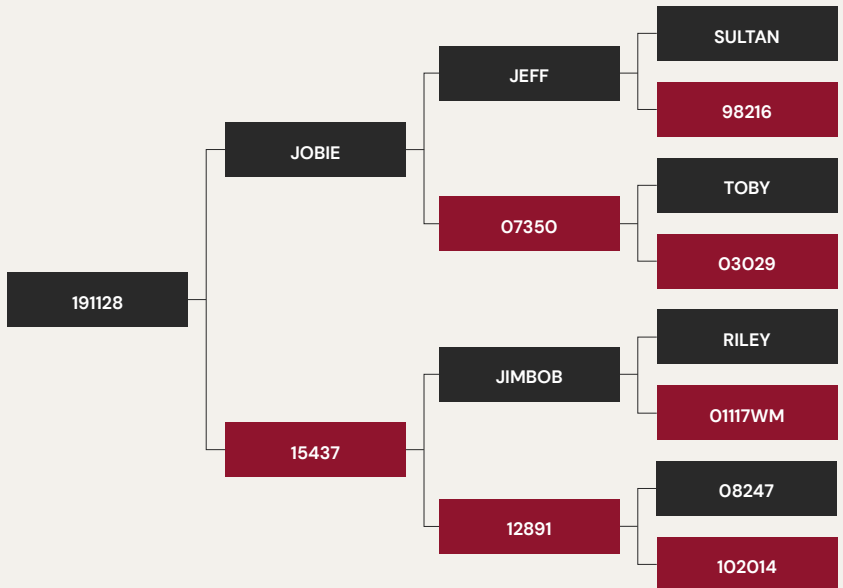 SULTAN
JEFF
98216
JOBIE
TOBY
07350
03029
191128
RILEY
JIMBOB
01117WM
15437
08247
12891
102014